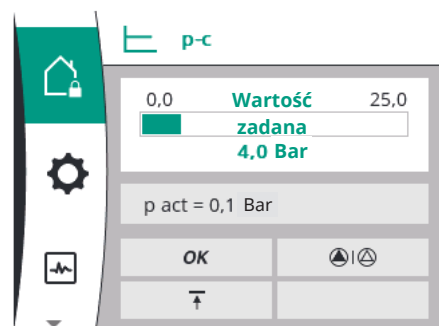 p-c
0,0 Wartość 25,0
zadana
4,0 Bar
p act = 0,1 Bar
OK